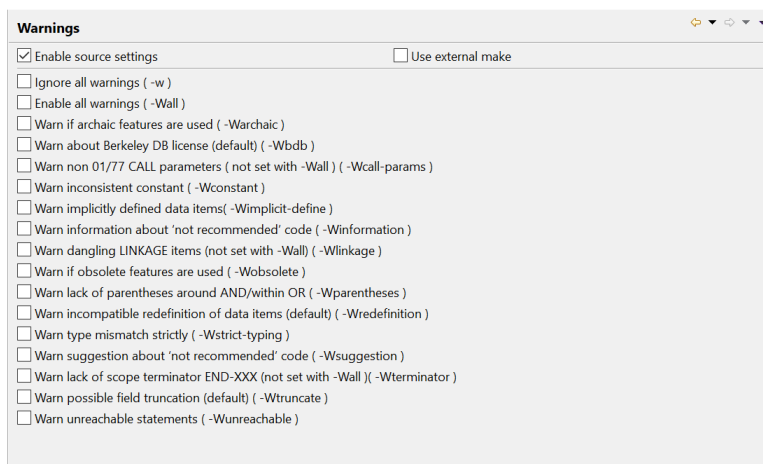 Warnings
Enable source settings Use external make
Ignore all warnings ( -w )
Enable all warnings ( -Wall )
Warn if archaic features are used ( -Warchaic )
Warn about Berkeley DB license (default) ( -Wbdb )
Warn non 01/77 CALL parameters ( not set with -Wall ) ( -Wcall-params )
Warn inconsistent constant ( -Wconstant )
Warn implicitly defined data items( -Wimplicit-define )
Warn information about ‘not recommended’ code ( -Winformation )
Warn dangling LINKAGE items (not set with -Wall) ( -Wlinkage )
Warn if obsolete features are used ( -Wobsolete )
Warn lack of parentheses around AND/within OR ( -Wparentheses )
Warn incompatible redefinition of data items (default) ( -Wredefinition )
Warn type mismatch strictly ( -Wstrict-typing )
Warn suggestion about ‘not recommended’ code ( -Wsuggestion )
Warn lack of scope terminator END-XXX (not set with -Wall )( -Wterminator )
Warn possible field truncation (default) ( -Wtruncate )
Warn unreachable statements ( -Wunreachable )